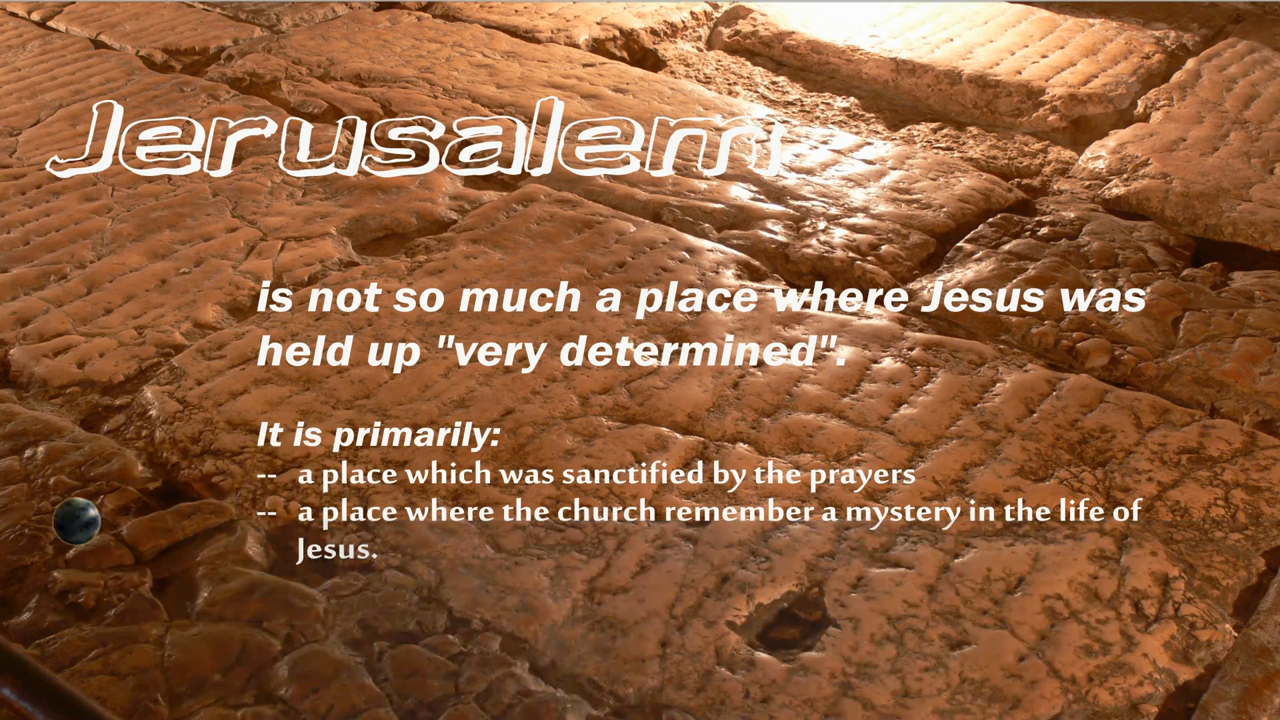 Jerusalem
is not so much a place where Jesus was
held up "very determined".
It is primarily:
-- a place which was sanctified by the prayers
-- a place where the church remember a mystery in the life of
Jesus.